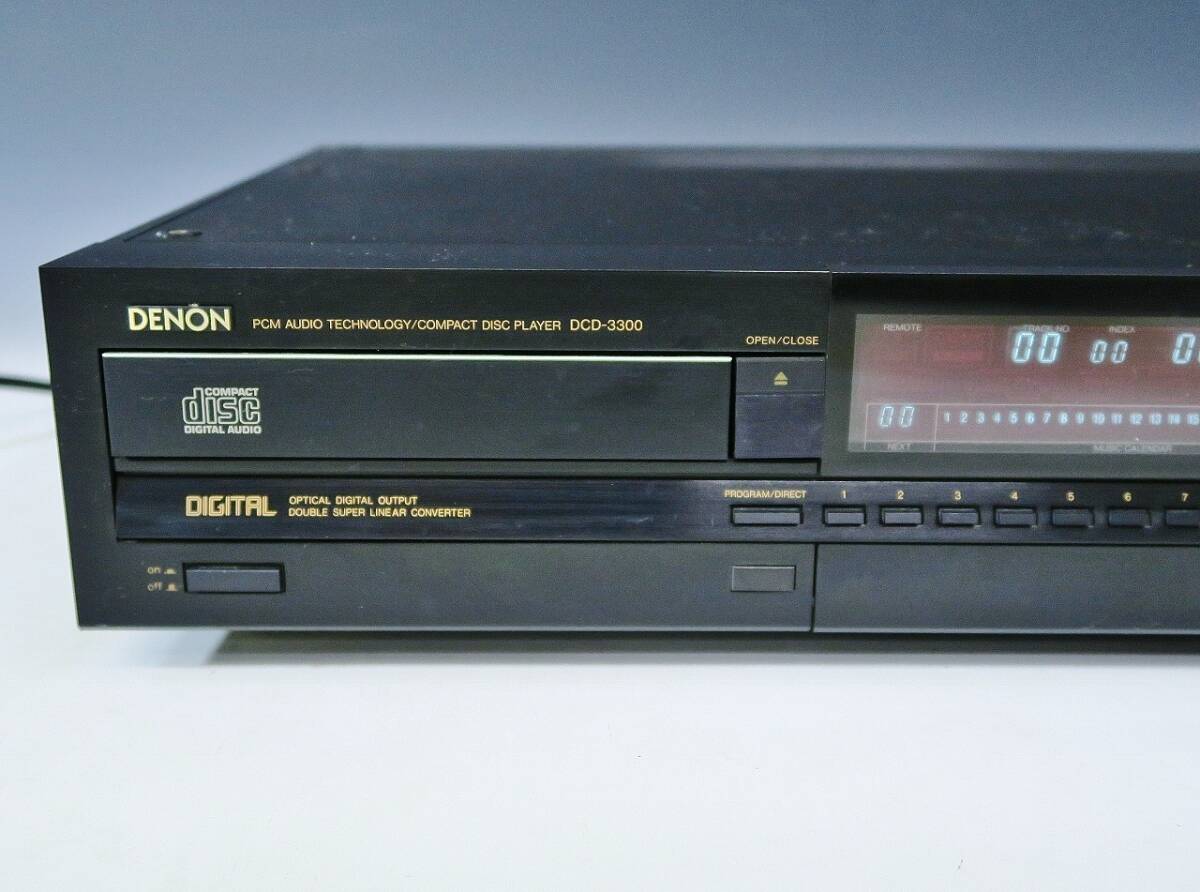 DENON PCM AUDIO TECHNOLOGY/COMPACT DISC PLAYER DCD-3300
OPEN/CLOSE
COMPACT
disc
DIGITAL AUDIO
REMOTE TRACK NO. INDEX
00 00 0
00 1 2 3 4 5 6 7 8 9 10 11 12 13 14 15
NEXT MUSIC CALENDAR
DIGITAL
OPTICAL DIGITAL OUTPUT
DOUBLE SUPER LINEAR CONVERTER
PROGRAM/DIRECT 1 2 3 4 5 6 7
on
off